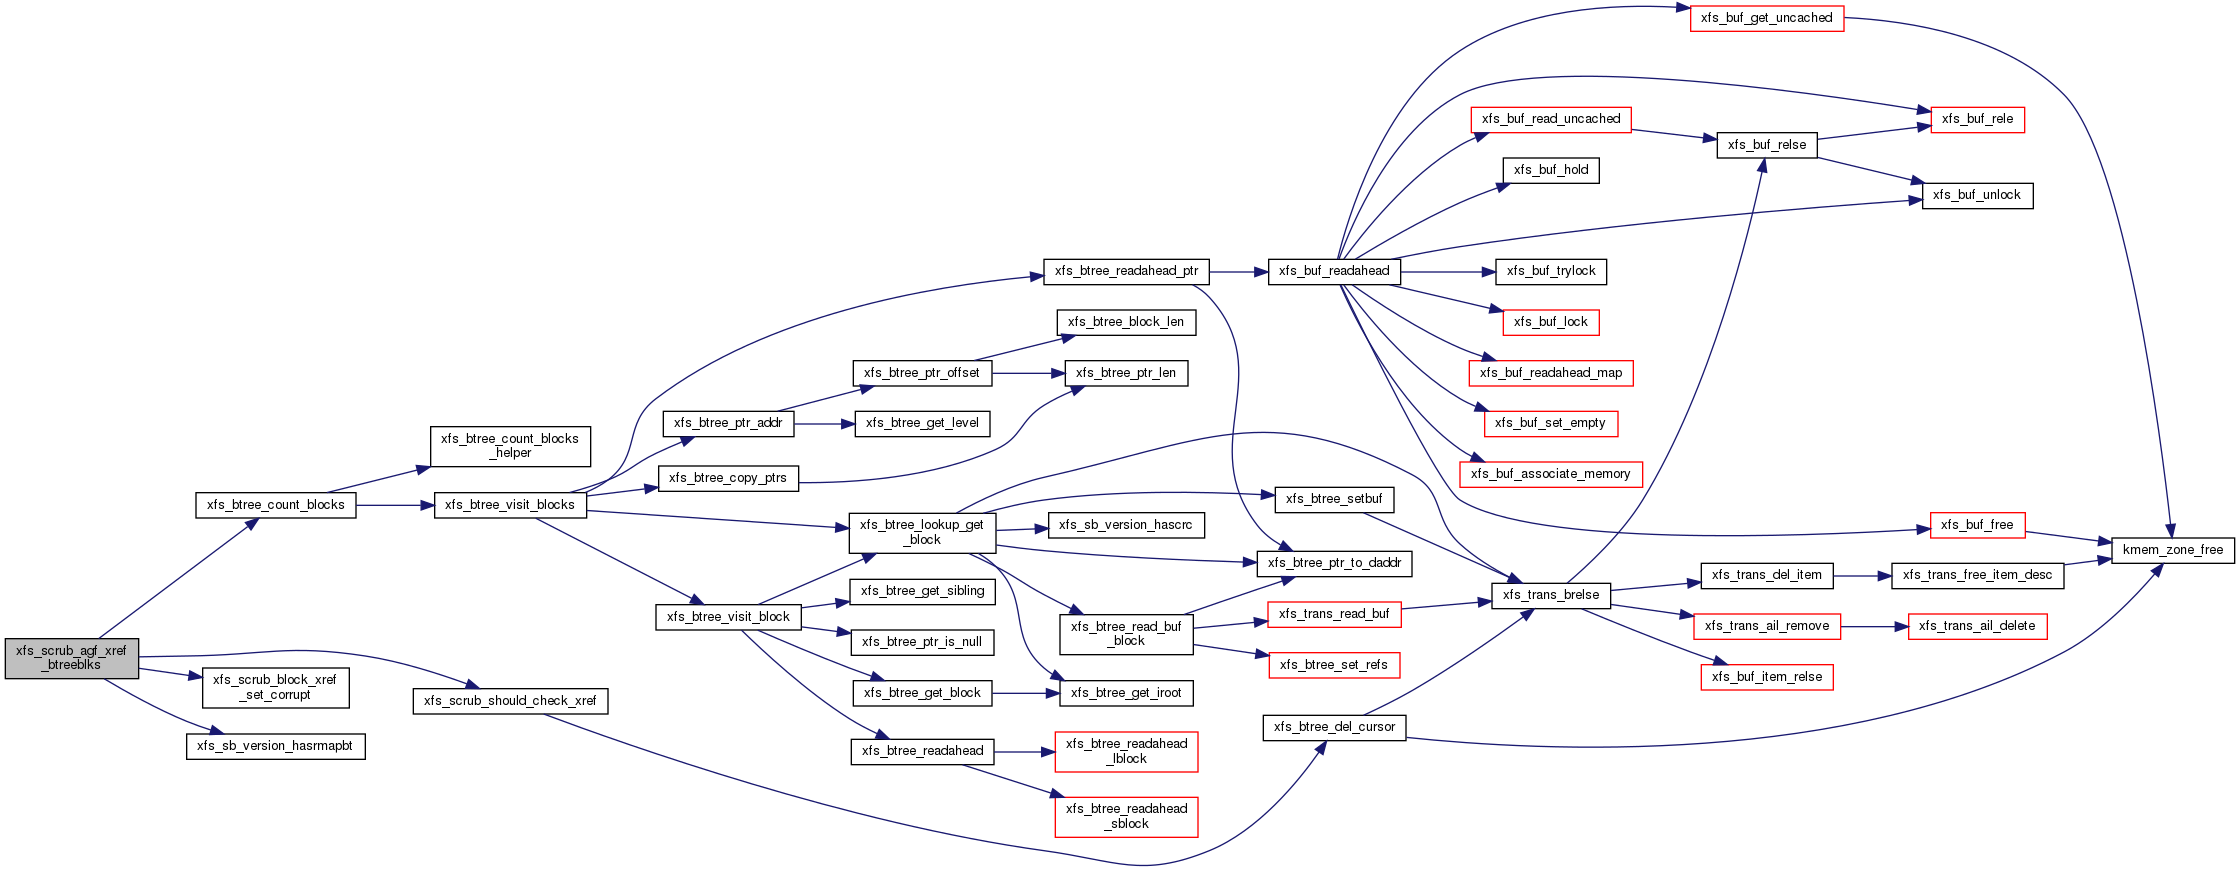 xfs_buf_get_uncached
xfs_buf_read_uncached
xfs_buf_rele
xfs_buf_relse
xfs_buf_hold
xfs_buf_unlock
xfs_btree_readahead_ptr
xfs_buf_readahead
xfs_buf_trylock
xfs_btree_block_len
xfs_buf_lock
xfs_btree_ptr_offset
xfs_btree_ptr_len
xfs_buf_readahead_map
xfs_btree_ptr_addr
xfs_btree_get_level
xfs_buf_set_empty
xfs_btree_count_blocks
_helper
xfs_btree_copy_ptrs
xfs_buf_associate_memory
xfs_btree_count_blocks
xfs_btree_visit_blocks
xfs_btree_setbuf
xfs_btree_lookup_get
_block
xfs_sb_version_hascrc
xfs_buf_free
kmem_zone_free
xfs_btree_ptr_to_daddr
xfs_trans_del_item
xfs_trans_free_item_desc
xfs_btree_get_sibling
xfs_trans_brelse
xfs_btree_visit_block
xfs_trans_read_buf
xfs_btree_read_buf
_block
xfs_trans_ail_remove
xfs_trans_ail_delete
xfs_btree_ptr_is_null
xfs_scrub_agf_xref
_btreeblks
xfs_btree_set_refs
xfs_buf_item_relse
xfs_scrub_block_xref
_set_corrupt
xfs_scrub_should_check_xref
xfs_btree_get_block
xfs_btree_get_iroot
xfs_btree_del_cursor
xfs_sb_version_hasrmapbt
xfs_btree_readahead
xfs_btree_readahead
_lblock
xfs_btree_readahead
_sblock